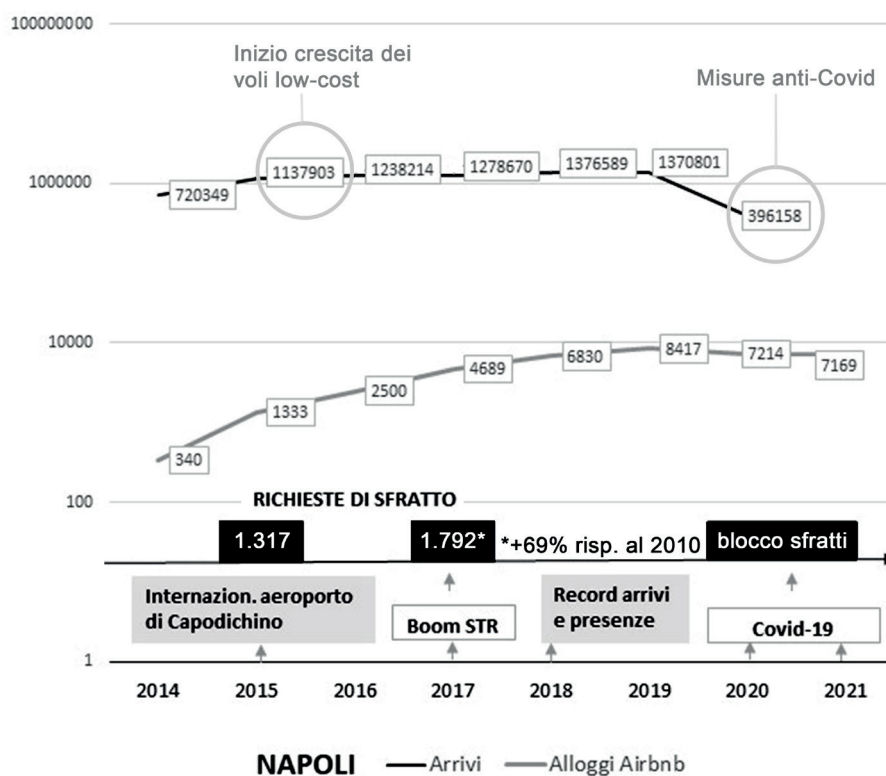 100000000
Inizio crescita dei
voli low-cost
Misure anti-Covid
1000000
720349
1137903
1238214
1278670
1376589
1370801
396158
10000
340
1333
2500
4689
6830
8417
7214
7169
100
RICHIESTE DI SFRATTO
1.317
1.792*
*+69% risp. al 2010
blocco sfratti
Internazion. aeroporto
di Capodichino
Boom STR
Record arrivi
e presenze
Covid-19
1
2014 2015 2016 2017 2018 2019 2020 2021
NAPOLI Arrivi Alloggi Airbnb